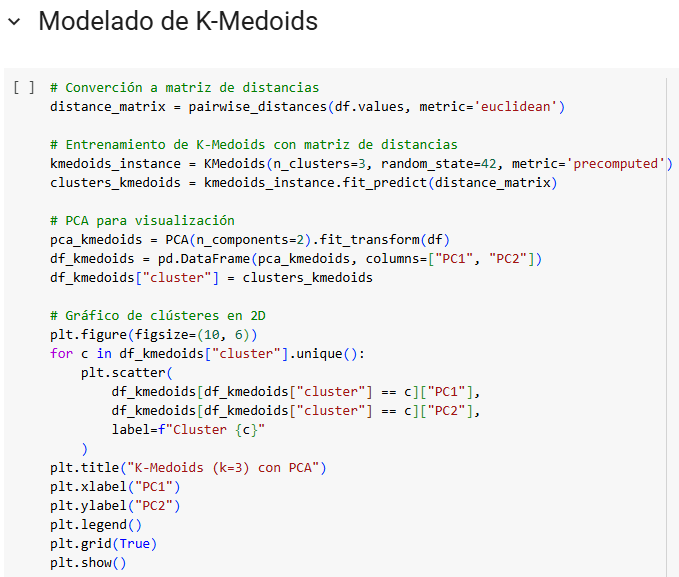 Modelado de K-Medoids
[ ] # Converción a matriz de distancias
distance_matrix = pairwise_distances(df.values, metric='euclidean')

# Entrenamiento de K-Medoids con matriz de distancias
kmedoids_instance = KMedoids(n_clusters=3, random_state=42, metric='precomputed')
clusters_kmedoids = kmedoids_instance.fit_predict(distance_matrix)

# PCA para visualización
pca_kmedoids = PCA(n_components=2).fit_transform(df)
df_kmedoids = pd.DataFrame(pca_kmedoids, columns=["PC1", "PC2"])
df_kmedoids["cluster"] = clusters_kmedoids

# Gráfico de clústeres en 2D
plt.figure(figsize=(10, 6))
for c in df_kmedoids["cluster"].unique():
    plt.scatter(
        df_kmedoids[df_kmedoids["cluster"] == c]["PC1"],
        df_kmedoids[df_kmedoids["cluster"] == c]["PC2"],
        label=f"Cluster {c}"
    )
plt.title("K-Medoids (k=3) con PCA")
plt.xlabel("PC1")
plt.ylabel("PC2")
plt.legend()
plt.grid(True)
plt.show()